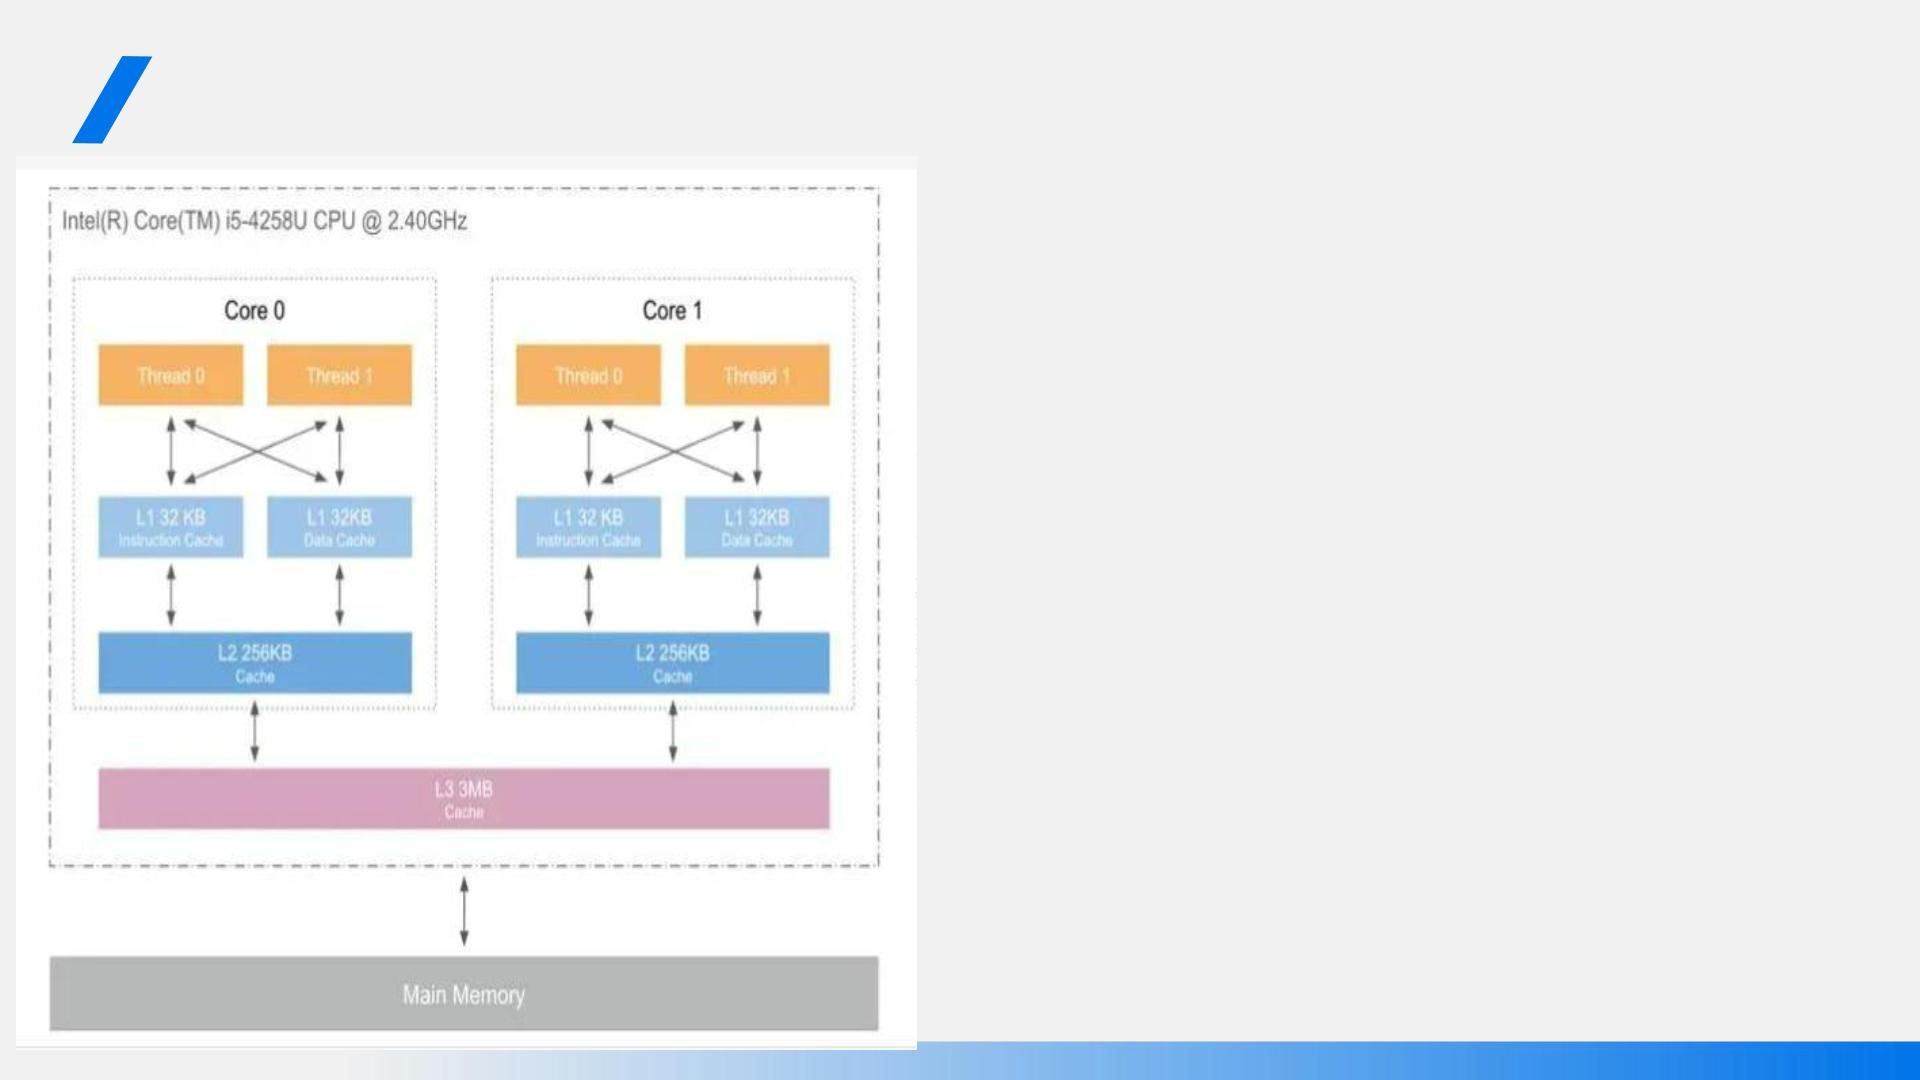 Intel(R) Core(TM) i5-4258U CPU @ 2.40GHz
Core 0
Thread 0
Thread 1
L1 32 KB
Instruction Cache
L1 32KB
Data Cache
L2 256KB
Cache
Core 1
Thread 0
Thread 1
L1 32 KB
Instruction Cache
L1 32KB
Data Cache
L2 256KB
Cache
L3 3MB
Cache
Main Memory